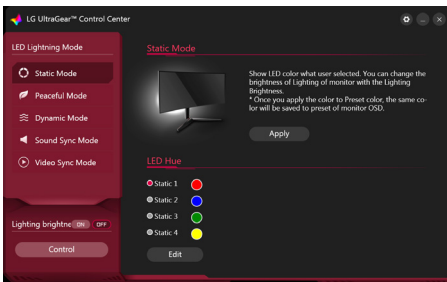 LG UltraGear™ Control Center
LED Lightning Mode
Static Mode
Peaceful Mode
Dynamic Mode
Sound Sync Mode
Video Sync Mode
Lighting brightne ON OFF
Control
Static Mode
Show LED color what user selected. You can change the
brightness of Lighting of monitor with the Lighting
Brightness.
* Once you apply the color to Preset color, the same co-
lor will be saved to preset of monitor OSD.
Apply
LED Hue
Static 1
Static 2
Static 3
Static 4
Edit